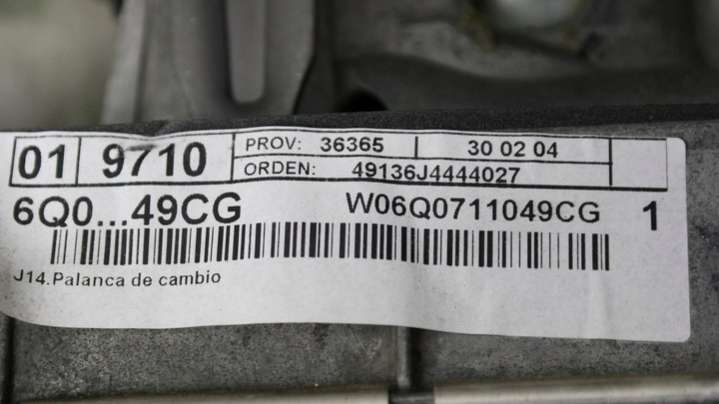 01 9710 PROV: 36365 30 02 04
ORDEN: 49136J4444027
6Q0...49CG W06Q0711049CG 1
J14.Palanca de cambio